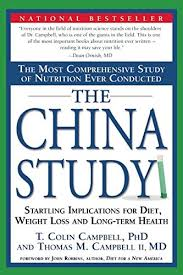 NATIONAL BESTSELLER
"Everyone in the field of nutrition science stands on the shoulders
of Dr. Campbell, who is one of the giants in the field. This is one
of the most important books about nutrition ever written —
reading it may save your life."
—Dean Ornish, MD
THE MOST COMPREHENSIVE STUDY
OF NUTRITION EVER CONDUCTED
THE
CHINA
STUDY
STARTLING IMPLICATIONS FOR DIET,
WEIGHT LOSS AND LONG-TERM HEALTH
T. COLIN CAMPBELL, PHD
AND THOMAS M. CAMPBELL II, MD
FOREWORD BY JOHN ROBBINS, AUTHOR, DIET FOR A NEW AMERICA